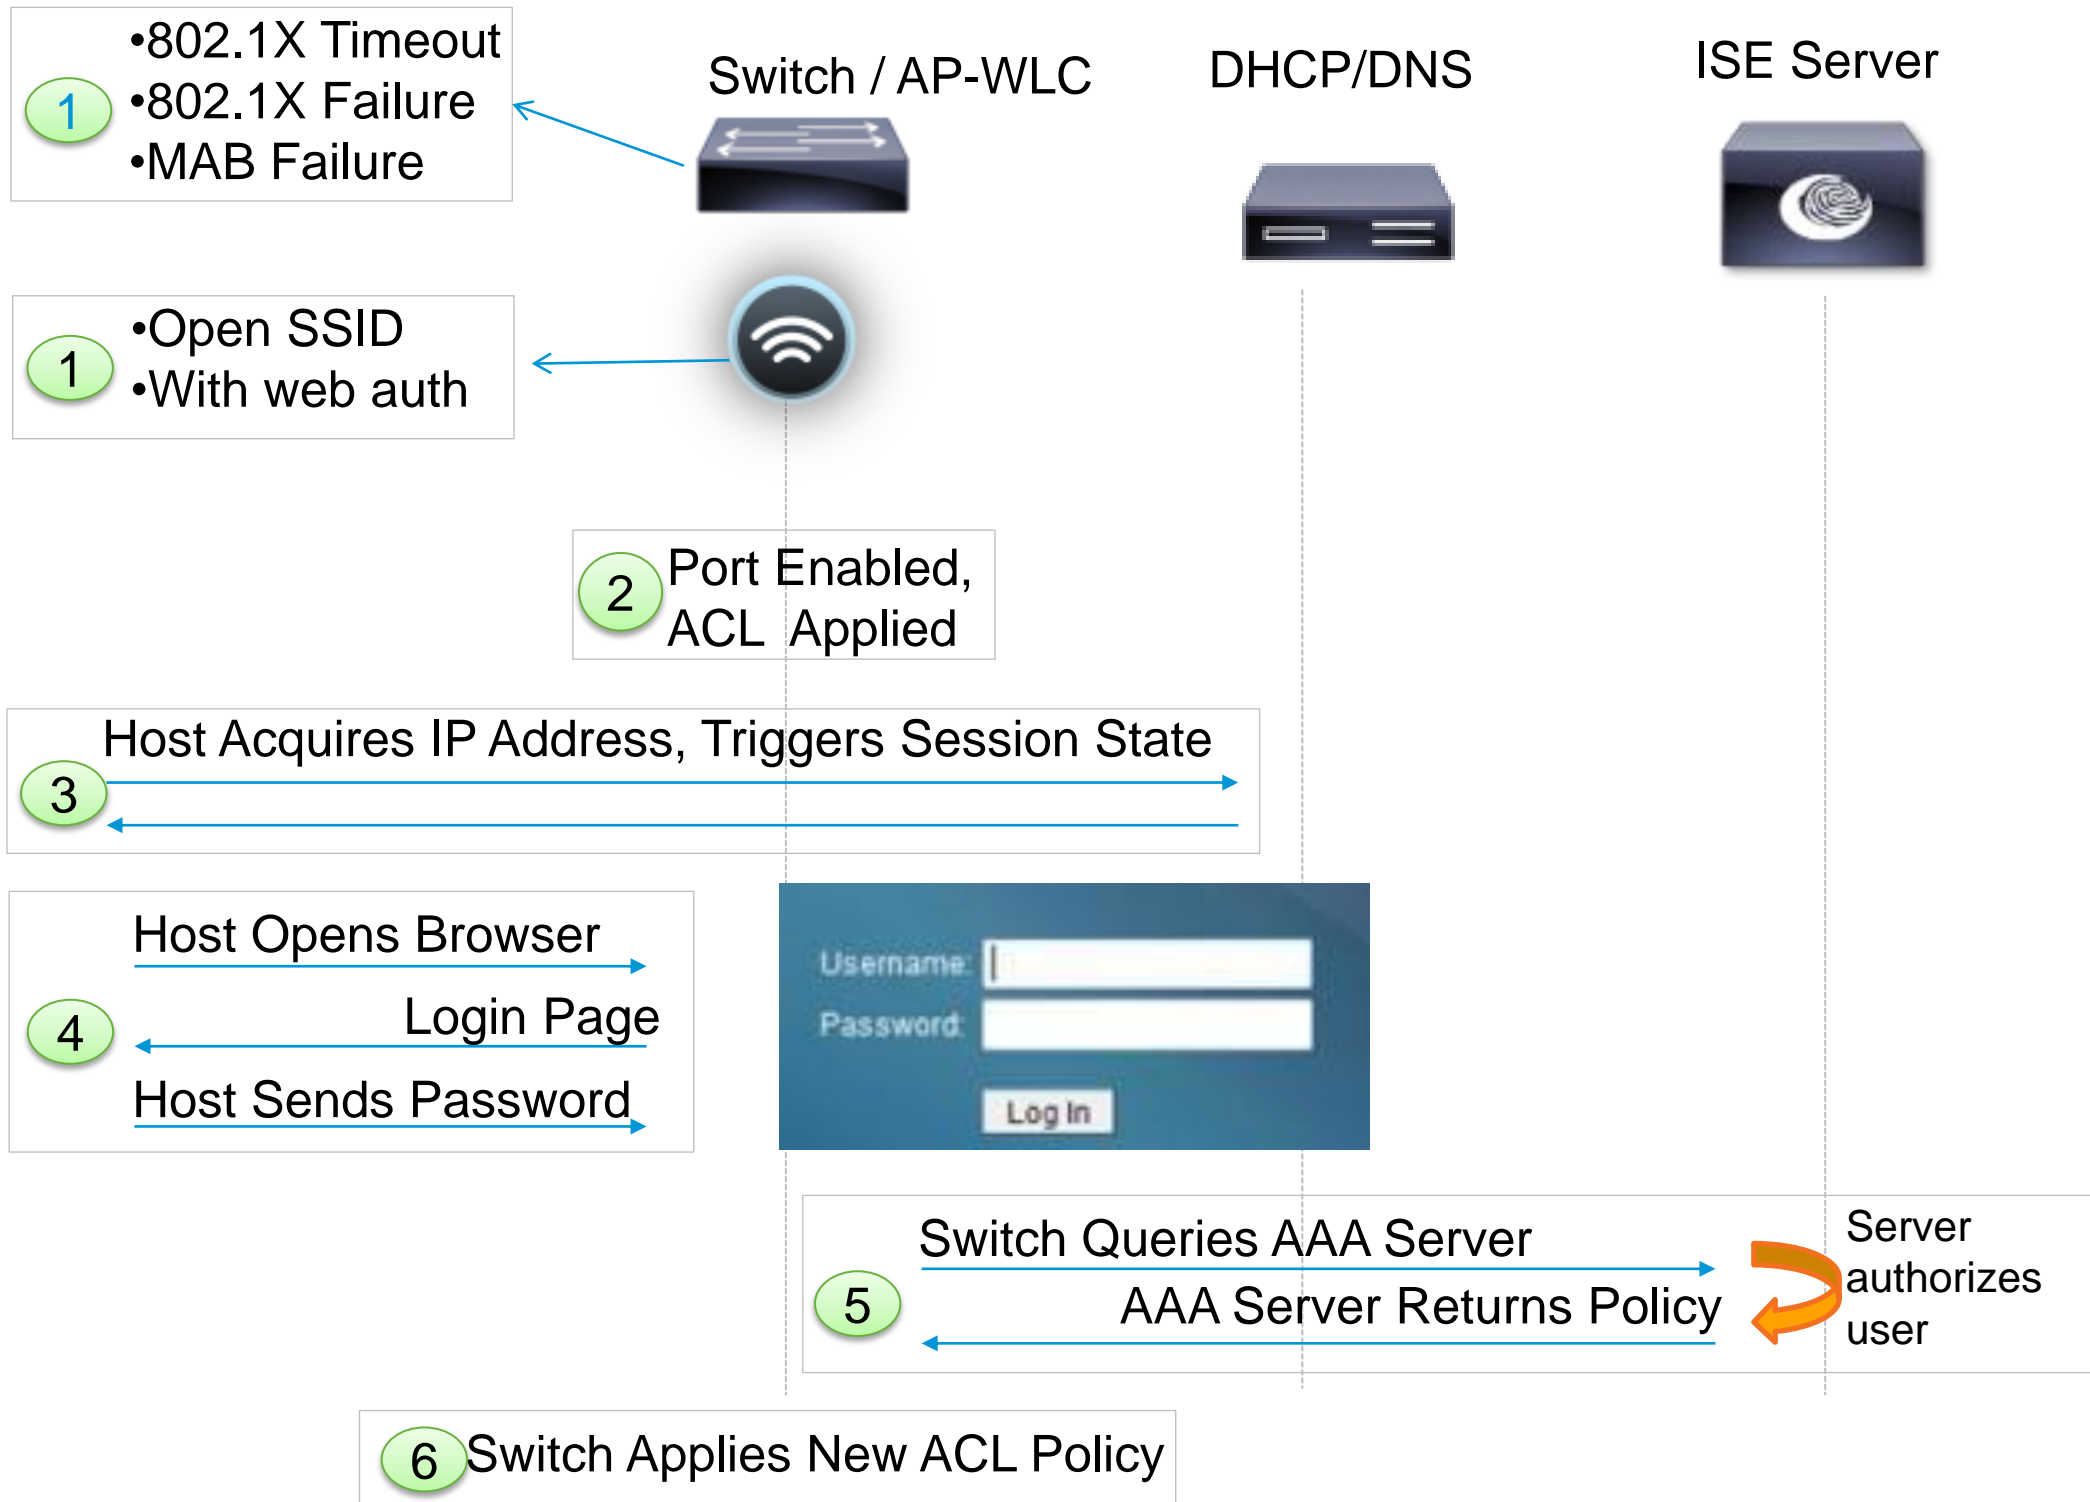 •802.1X Timeout
1
•802.1X Failure
•MAB Failure
Switch / AP-WLC
DHCP/DNS
ISE Server
•Open SSID
1
•With web auth
2
Port Enabled,
ACL Applied
Host Acquires IP Address, Triggers Session State
3
Host Opens Browser
Login Page
4
Host Sends Password
Username:
Password:
Log In
Switch Queries AAA Server
5
AAA Server Returns Policy
Server
authorizes
user
6
Switch Applies New ACL Policy